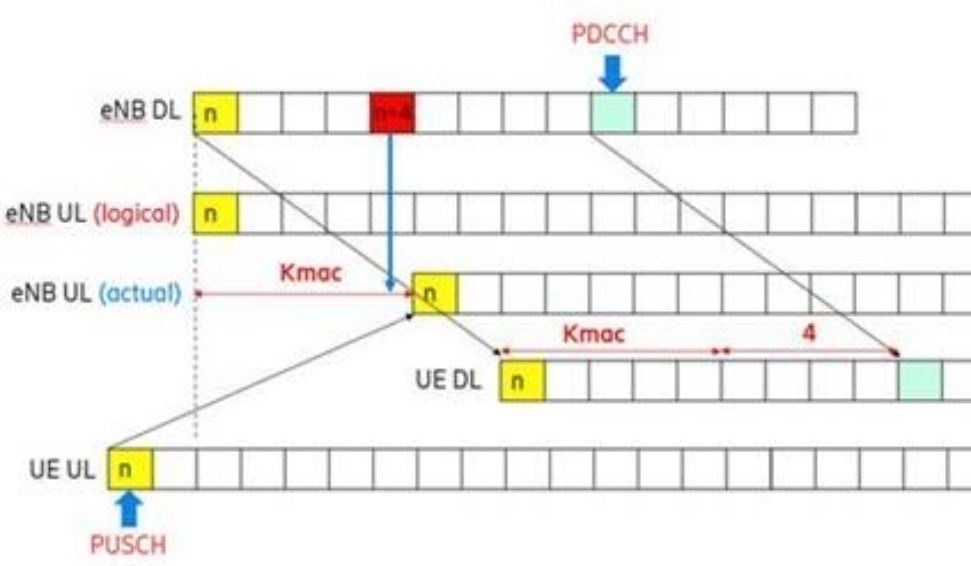 PDCCH
eNB DL
n
n+4
eNB UL (logical)
n
Kmac
eNB UL (actual)
n
Kmac
4
UE DL
n
UE UL
n
PUSCH